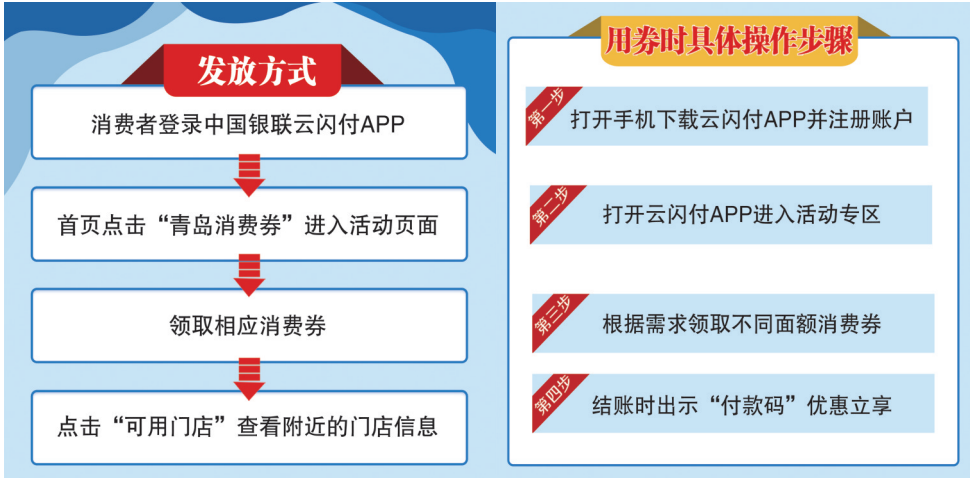 发放方式
消费者登录中国银联云闪付APP
首页点击“青岛消费券”进入活动页面
领取相应消费券
点击“可用门店”查看附近的门店信息
用券时具体操作步骤
第一步
打开手机下载云闪付APP并注册账户
第二步
打开云闪付APP进入活动专区
第三步
根据需求领取不同面额消费券
第四步
结账时出示“付款码”优惠立享